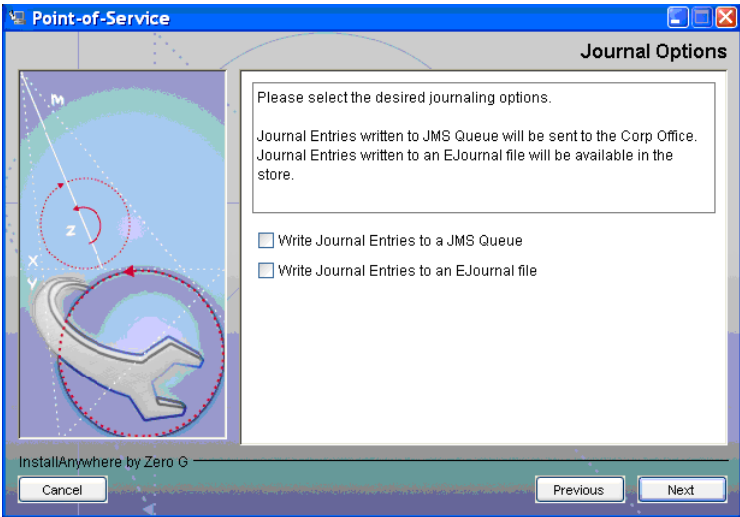 Point-of-Service
Journal Options
M
Z
X
Y
Please select the desired journaling options.
Journal Entries written to JMS Queue will be sent to the Corp Office.
Journal Entries written to an EJournal file will be available in the
store.
Write Journal Entries to a JMS Queue
Write Journal Entries to an EJournal file
InstallAnywhere by Zero G
Cancel
Previous
Next